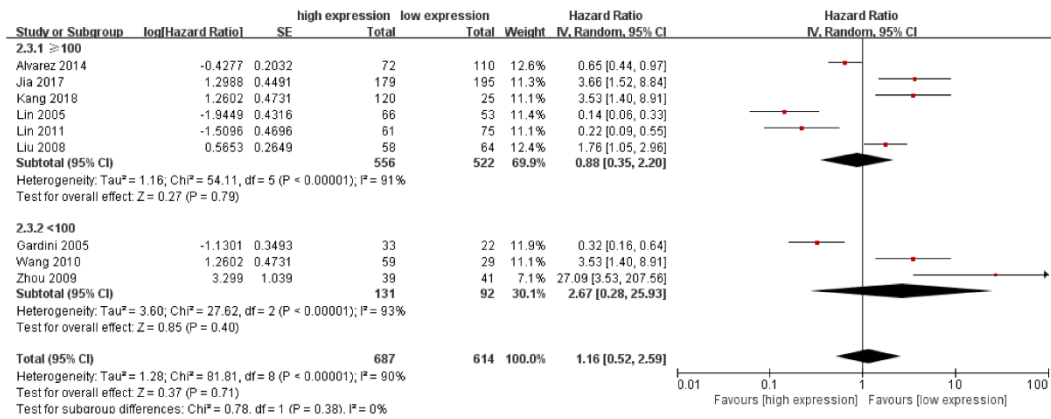 high expression low expression Hazard Ratio Hazard Ratio
Study or Subgroup log[Hazard Ratio] SE Total Total Weight IV, Random, 95% CI IV, Random, 95% CI
2.3.1 ≥100
Alvarez 2014 -0.4277 0.2032 72 110 12.6% 0.65 [0.44, 0.97]
Jia 2017 1.2988 0.4491 179 195 11.3% 3.66 [1.52, 8.84]
Kang 2018 1.2602 0.4731 120 25 11.1% 3.53 [1.40, 8.91]
Lin 2005 -1.9449 0.4316 66 53 11.4% 0.14 [0.06, 0.33]
Lin 2011 -1.5096 0.4696 61 75 11.1% 0.22 [0.09, 0.55]
Liu 2008 0.5653 0.2649 58 64 12.4% 1.76 [1.05, 2.96]
Subtotal (95% CI) 556 522 69.9% 0.88 [0.35, 2.20]
Heterogeneity: Tau² = 1.16; Chi² = 54.11, df = 5 (P < 0.00001); I² = 91%
Test for overall effect: Z = 0.27 (P = 0.79)
2.3.2 <100
Gardini 2005 -1.1301 0.3493 33 22 11.9% 0.32 [0.16, 0.64]
Wang 2010 1.2602 0.4731 59 29 11.1% 3.53 [1.40, 8.91]
Zhou 2009 3.299 1.039 39 41 7.1% 27.09 [3.53, 207.56]
Subtotal (95% CI) 131 92 30.1% 2.67 [0.28, 25.93]
Heterogeneity: Tau² = 3.60; Chi² = 27.62, df = 2 (P < 0.00001); I² = 93%
Test for overall effect: Z = 0.85 (P = 0.40)
Total (95% CI) 687 614 100.0% 1.16 [0.52, 2.59]
Heterogeneity: Tau² = 1.28; Chi² = 81.81, df = 8 (P < 0.00001); I² = 90%
Test for overall effect: Z = 0.37 (P = 0.71)
Test for subgroup differences: Chi² = 0.78, df = 1 (P = 0.38), I² = 0%
0.01 0.1 1 10 100
Favours [high expression] Favours [low expression]